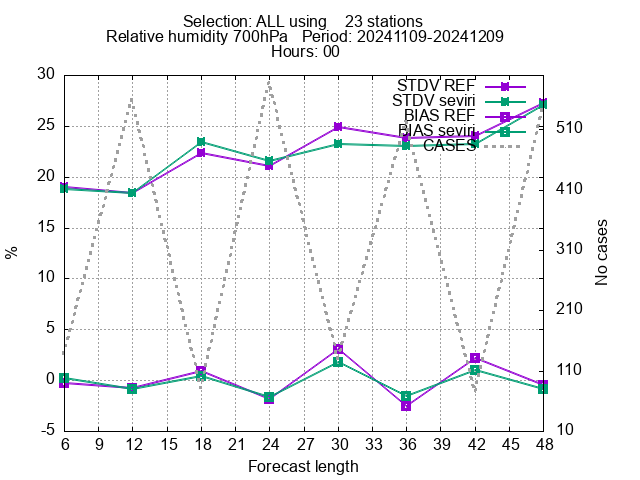 Selection: ALL using 23 stations
Relative humidity 700hPa Period: 20241109-20241209
Hours: 00
STDV REF
STDV seviri
BIAS REF
BIAS seviri
CASES
30
25
20
15
10
5
0
-5
%
510
410
310
210
110
10
No cases
6 9 12 15 18 21 24 27 30 33 36 39 42 45 48
Forecast length